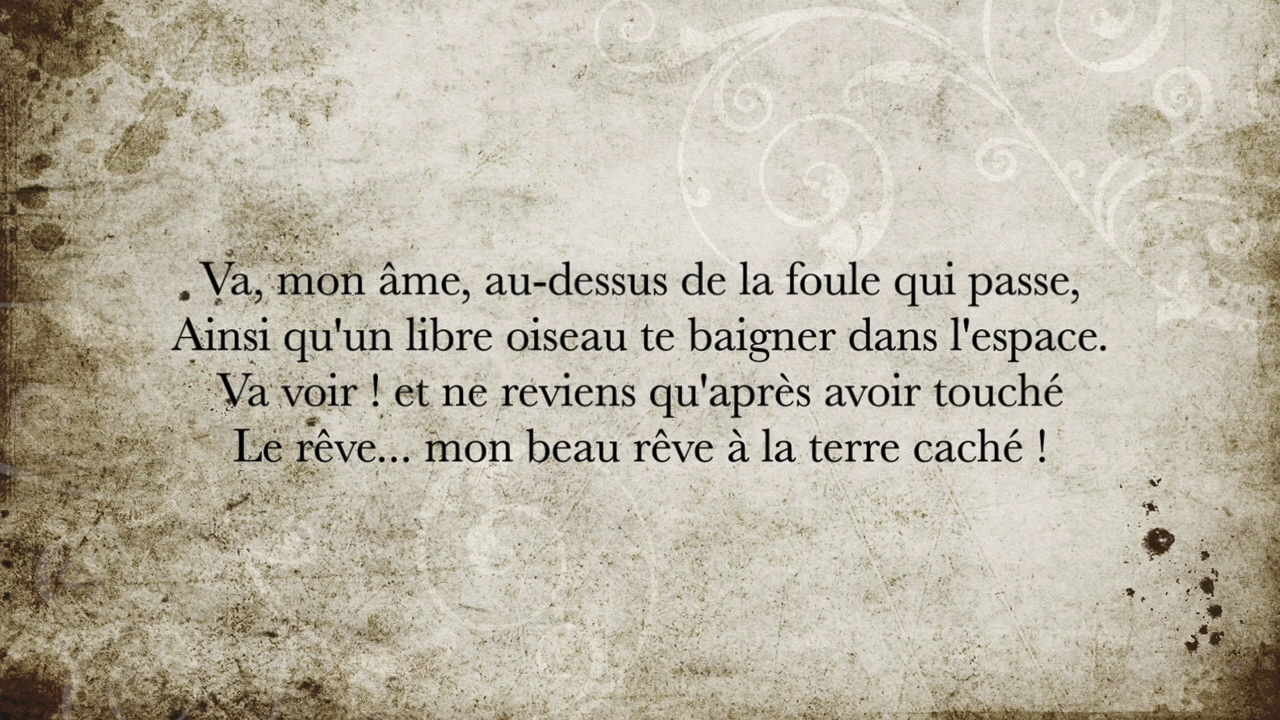 Va, mon âme, au-dessus de la foule qui passe,
Ainsi qu'un libre oiseau te baigner dans l'espace.
Va voir ! et ne reviens qu'après avoir touché
Le rêve... mon beau rêve à la terre caché !